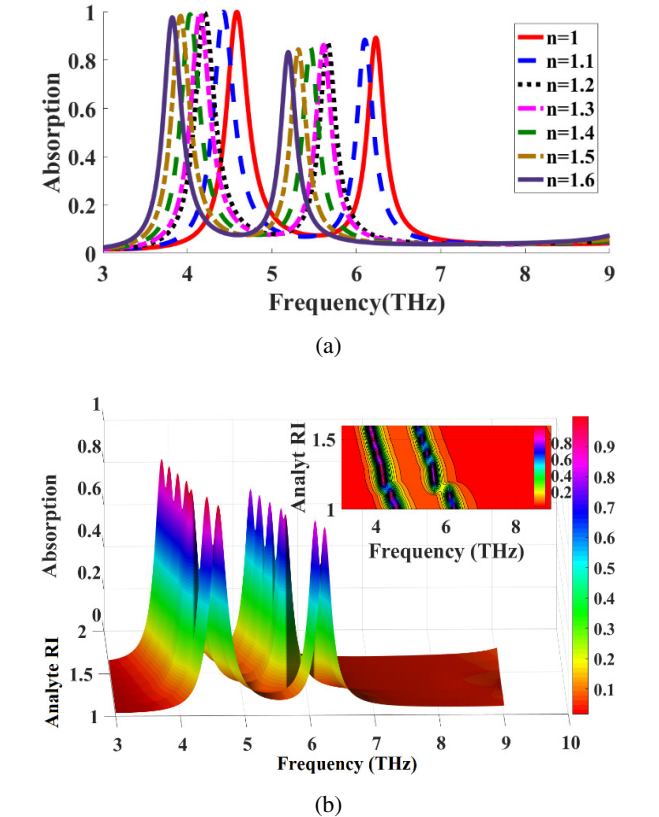 1
0.8
0.6
0.4
0.2
0
Absorption
n=1
n=1.1
n=1.2
n=1.3
n=1.4
n=1.5
n=1.6
3 4 5 6 7 8 9
Frequency(THz)
(a)
1
0.8
0.6
0.4
0.2
0
Absorption
2
1.5
1
Analyte RI
3 4 5 6 7 8 9 10
Frequency (THz)
1.5
1
Analyt RI
4 6 8
Frequency (THz)
0.8
0.6
0.4
0.2
0.9
0.8
0.7
0.6
0.5
0.4
0.3
0.2
0.1
(b)